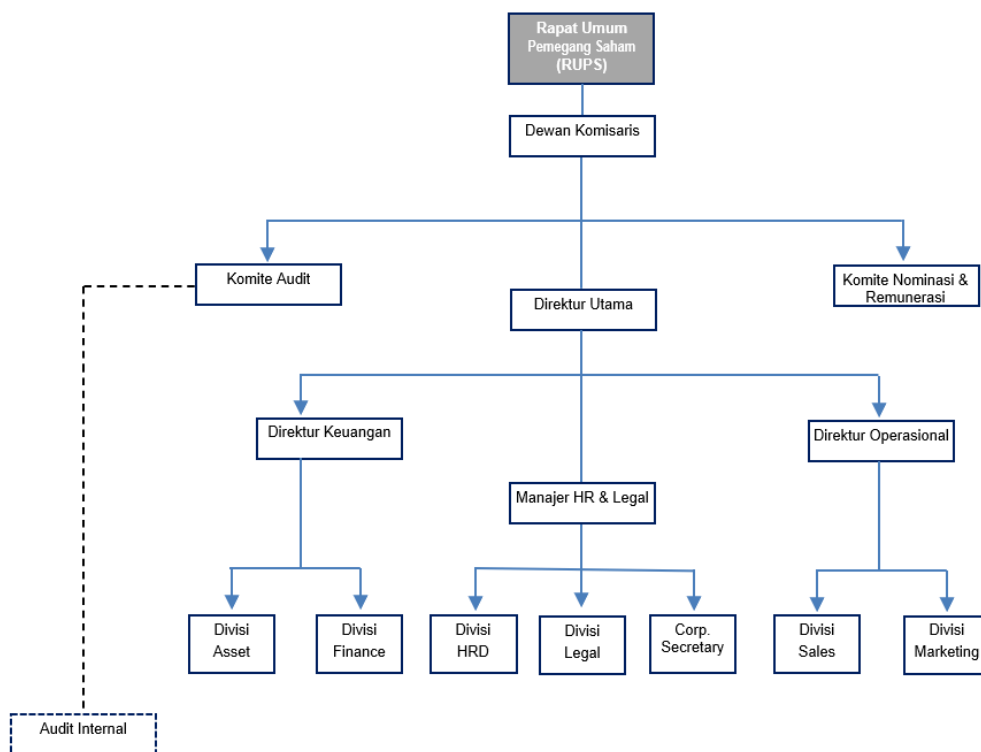 Rapat Umum
Pemegang Saham
(RUPS)
Dewan Komisaris
Komite Audit
Komite Nominasi &
Remunerasi
Direktur Utama
Direktur Keuangan
Direktur Operasional
Manajer HR & Legal
Divisi
Asset
Divisi
Finance
Divisi
HRD
Divisi
Legal
Corp.
Secretary
Divisi
Sales
Divisi
Marketing
Audit Internal